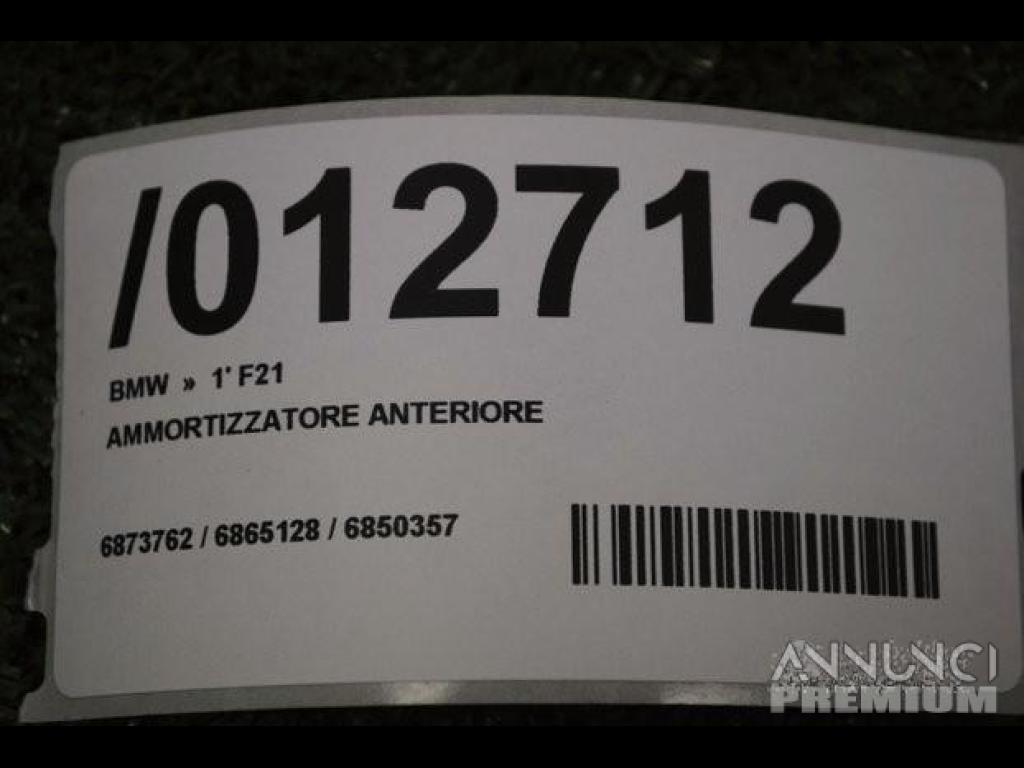 /012712
BMW » 1' F21
AMMORTIZZATORE ANTERIORE
6873762 / 6865128 / 6850357
ANNUNCI
PREMIUM